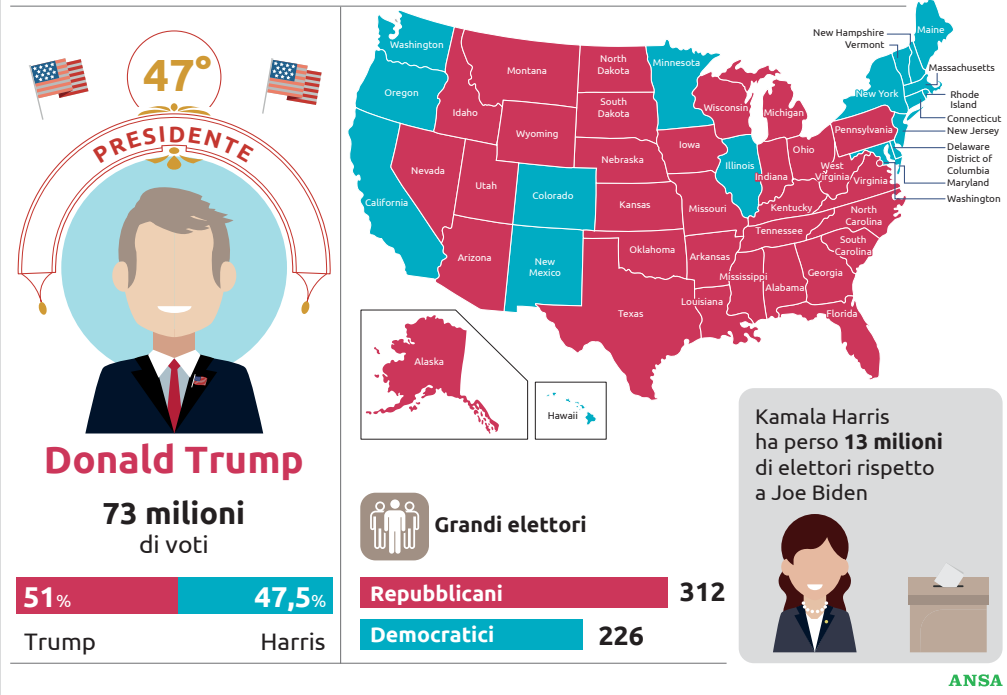 47°
PRESIDENTE
Donald Trump
73 milioni
di voti
51%
47,5%
Trump
Harris
Washington
Oregon
California
Idaho
Nevada
Montana
Wyoming
Utah
Arizona
Colorado
New
Mexico
North
Dakota
South
Dakota
Nebraska
Kansas
Oklahoma
Texas
Minnesota
Iowa
Missouri
Arkansas
Louisiana
Wisconsin
Illinois
Michigan
Indiana
Ohio
Kentucky
Tennessee
Mississippi
Alabama
Georgia
Florida
South
Carolina
North
Carolina
West
Virginia
Virginia
Pennsylvania
New York
New Hampshire
Vermont
Maine
Massachusetts
Rhode
Island
Connecticut
New Jersey
Delaware
District of
Columbia
Maryland
Washington
Alaska
Hawaii
Grandi elettori
Repubblicani
312
Democratici
226
Kamala Harris
ha perso 13 milioni
di elettori rispetto
a Joe Biden
ANSA